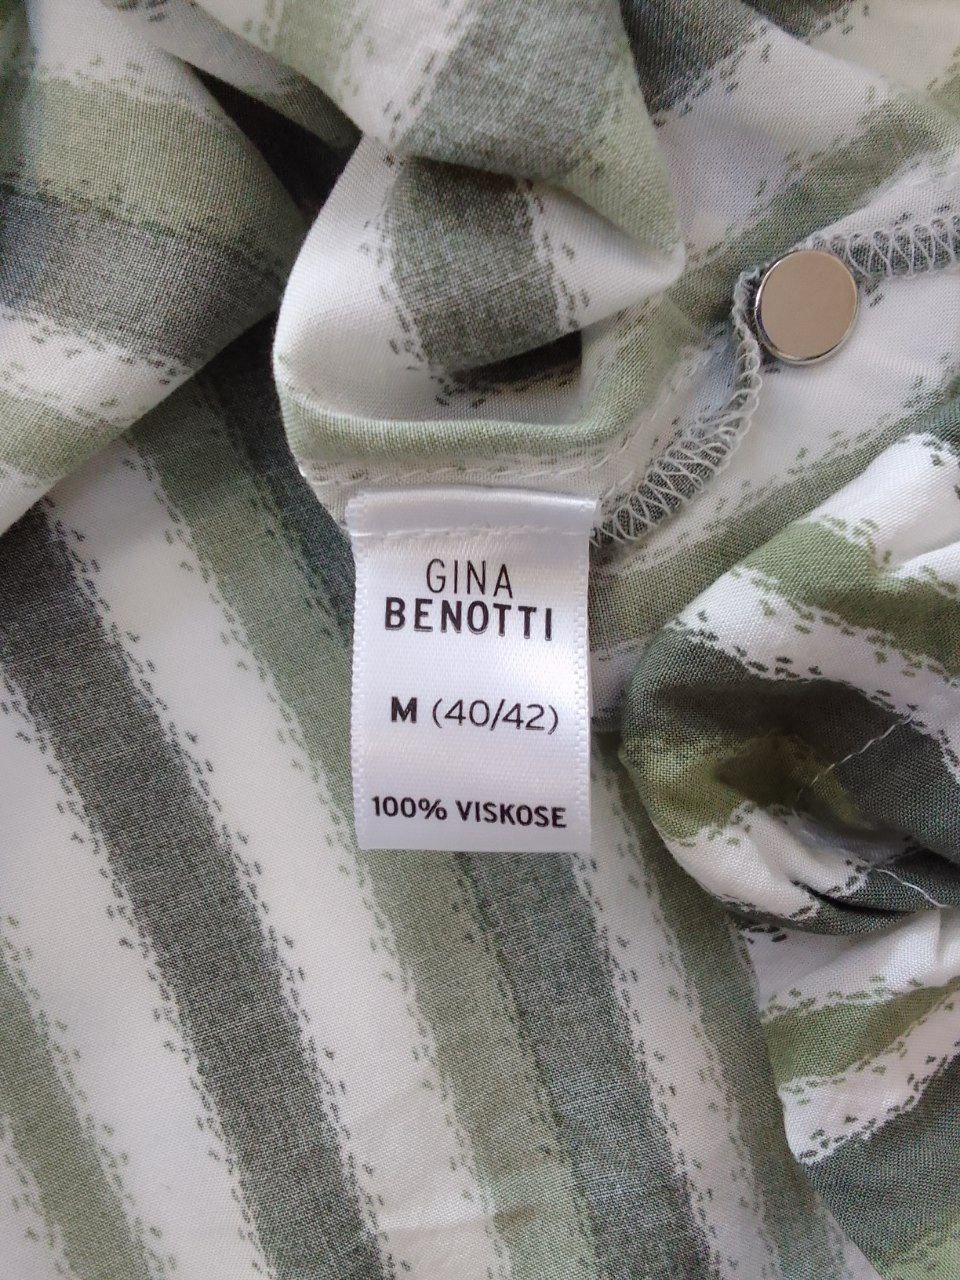 GINA
BENOTTI
M (40/42)
100% VISKOSE